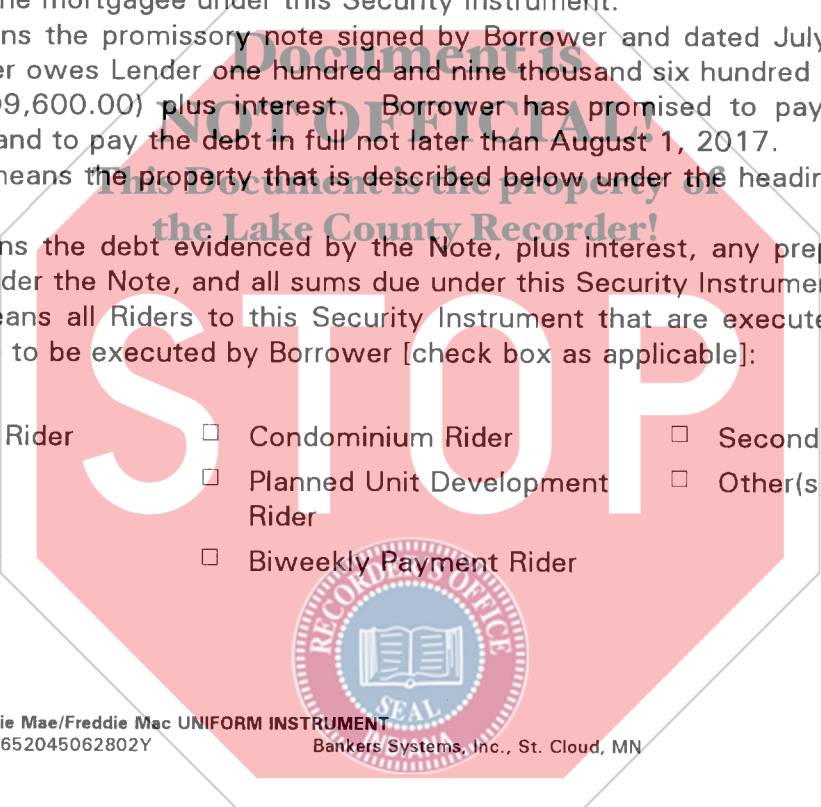 ne mortgagee under this Security Instrument.
ns the promissory note signed by Borrower and dated July
er owes Lender one hundred and nine thousand six hundred
09,600.00) plus interest. Borrower has promised to pay
and to pay the debt in full not later than August 1, 2017.
neans the property that is described below under the headin
ns the debt evidenced by the Note, plus interest, any prep
der the Note, and all sums due under this Security Instrumen
eans all Riders to this Security Instrument that are execute
to be executed by Borrower [check box as applicable]:
Rider ☐ Condominium Rider ☐ Second
☐ Planned Unit Development Rider ☐ Other(s
☐ Biweekly Payment Rider
ie Mae/Freddie Mac UNIFORM INSTRUMENT
652045062802Y Bankers Systems, Inc., St. Cloud, MN
Document is
NOT OFFICIAL!
This Document is the property of
the Lake County Recorder!
STOP
RECORDER'S OFFICE
SEAL
INDIANA